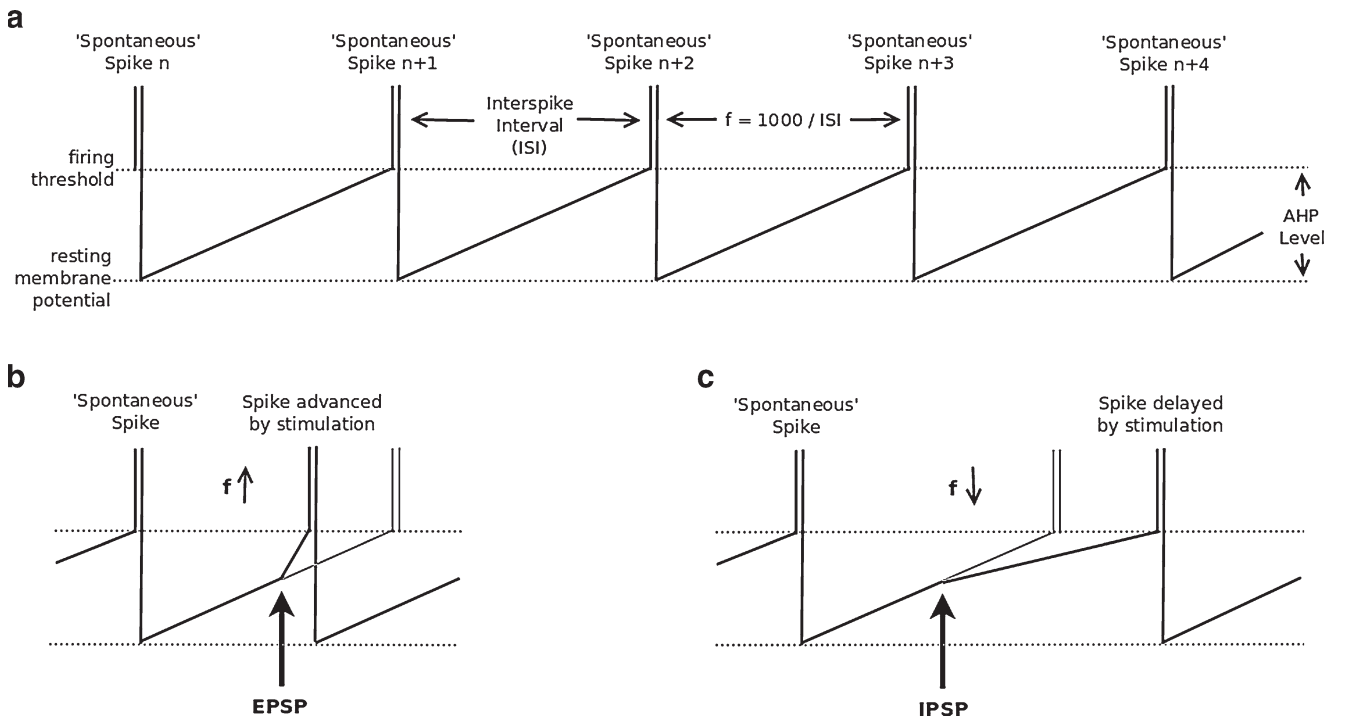 a
'Spontaneous'
Spike n
'Spontaneous'
Spike n+1
'Spontaneous'
Spike n+2
'Spontaneous'
Spike n+3
'Spontaneous'
Spike n+4
Interspike
Interval
(ISI)
f = 1000 / ISI
firing
threshold
AHP
Level
resting
membrane
potential
b
'Spontaneous'
Spike
Spike advanced
by stimulation
f
EPSP
c
'Spontaneous'
Spike
Spike delayed
by stimulation
f
IPSP